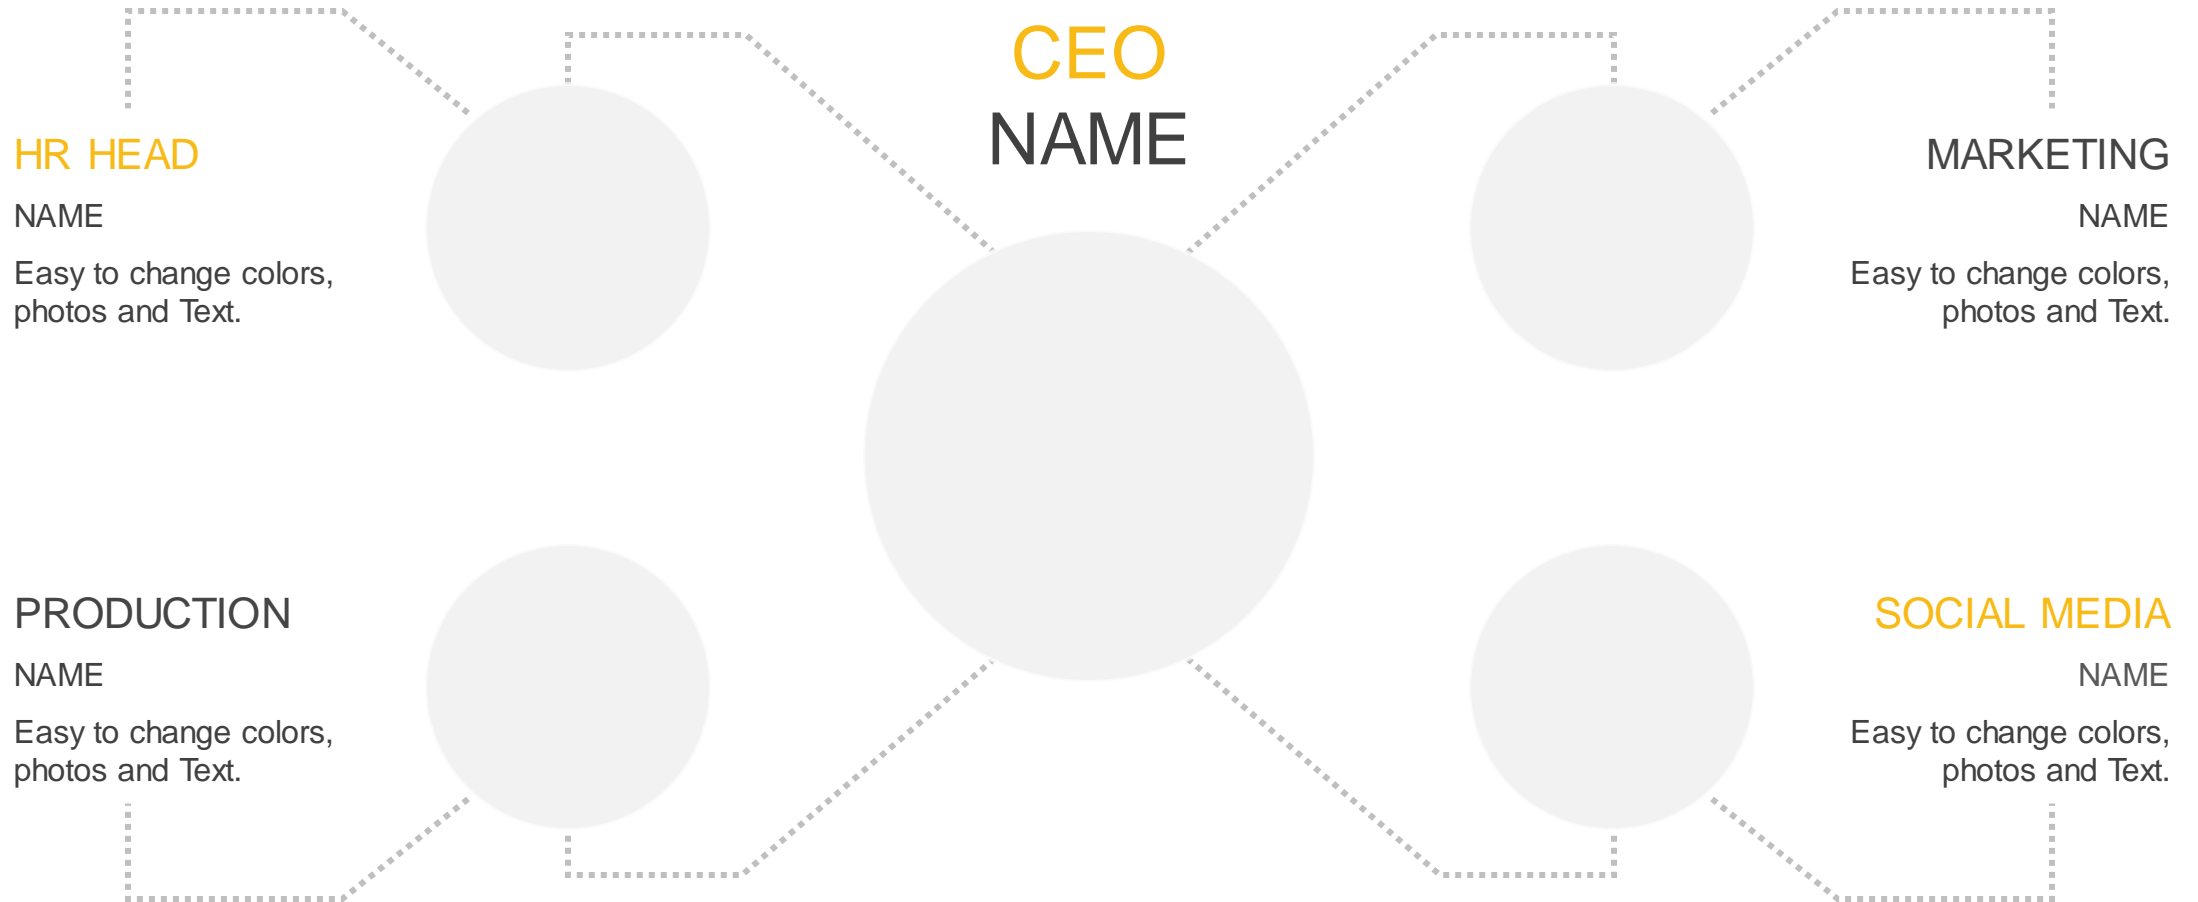 CEO
NAME
HR HEAD
NAME
Easy to change colors,
photos and Text.
MARKETING
NAME
Easy to change colors,
photos and Text.
PRODUCTION
NAME
Easy to change colors,
photos and Text.
SOCIAL MEDIA
NAME
Easy to change colors,
photos and Text.